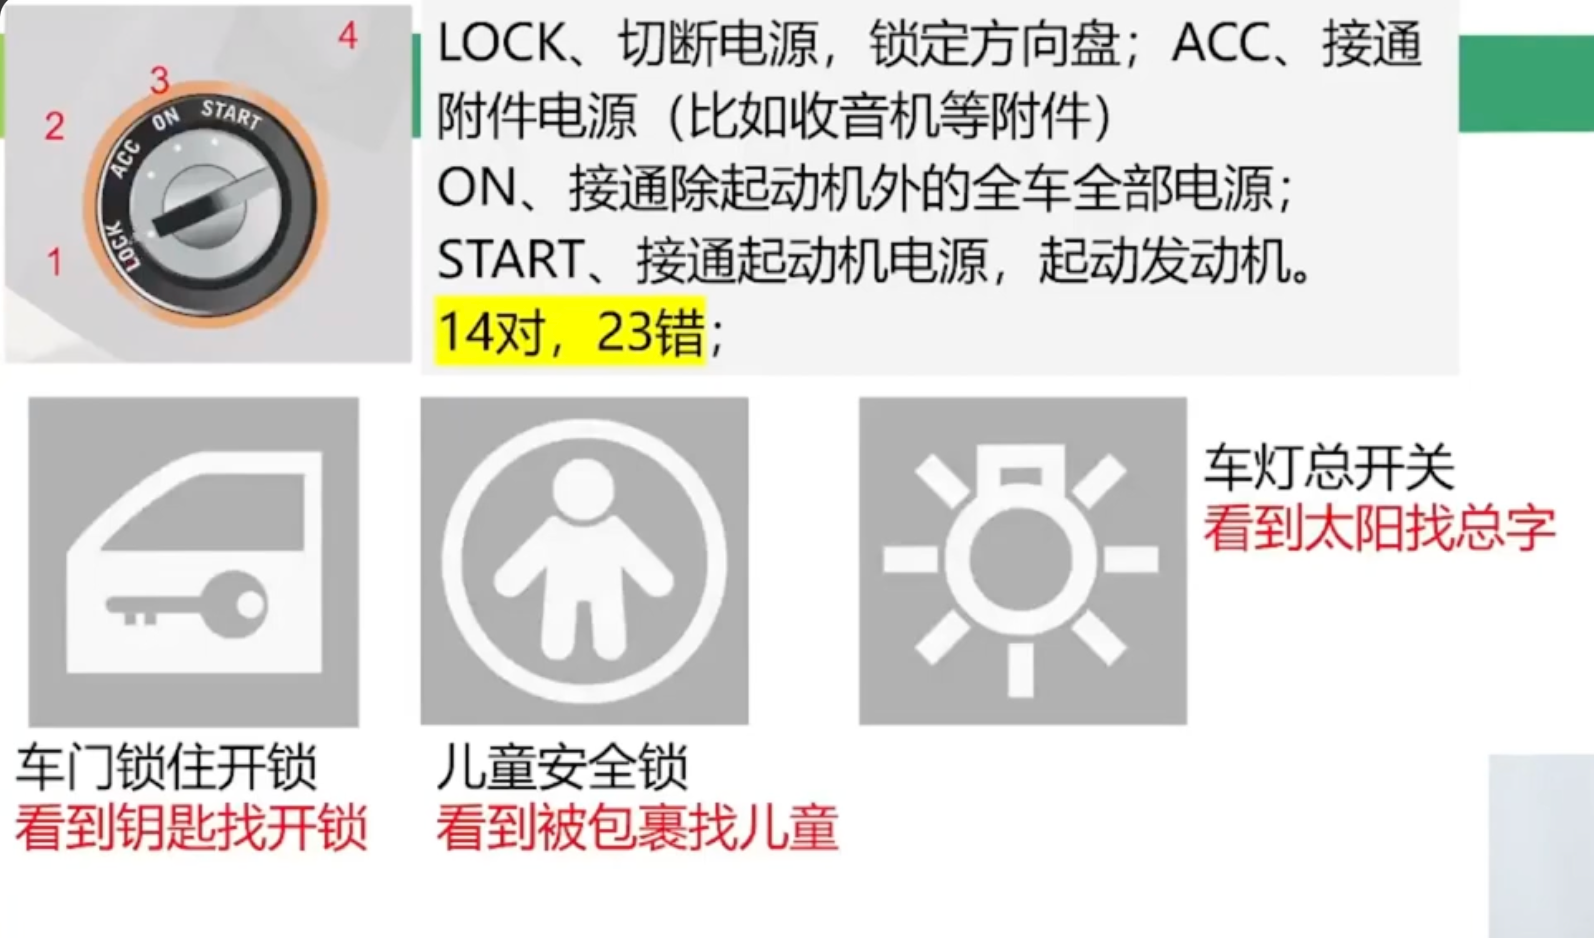 4
3
2
1
LOCK
ACC
ON
START
LOCK、切断电源，锁定方向盘；ACC、接通
附件电源（比如收音机等附件）
ON、接通除起动机外的全车全部电源；
START、接通起动机电源，起动发动机。
14对，23错；
车灯总开关
看到太阳找总字
车门锁住开锁
看到钥匙找开锁
儿童安全锁
看到被包裹找儿童